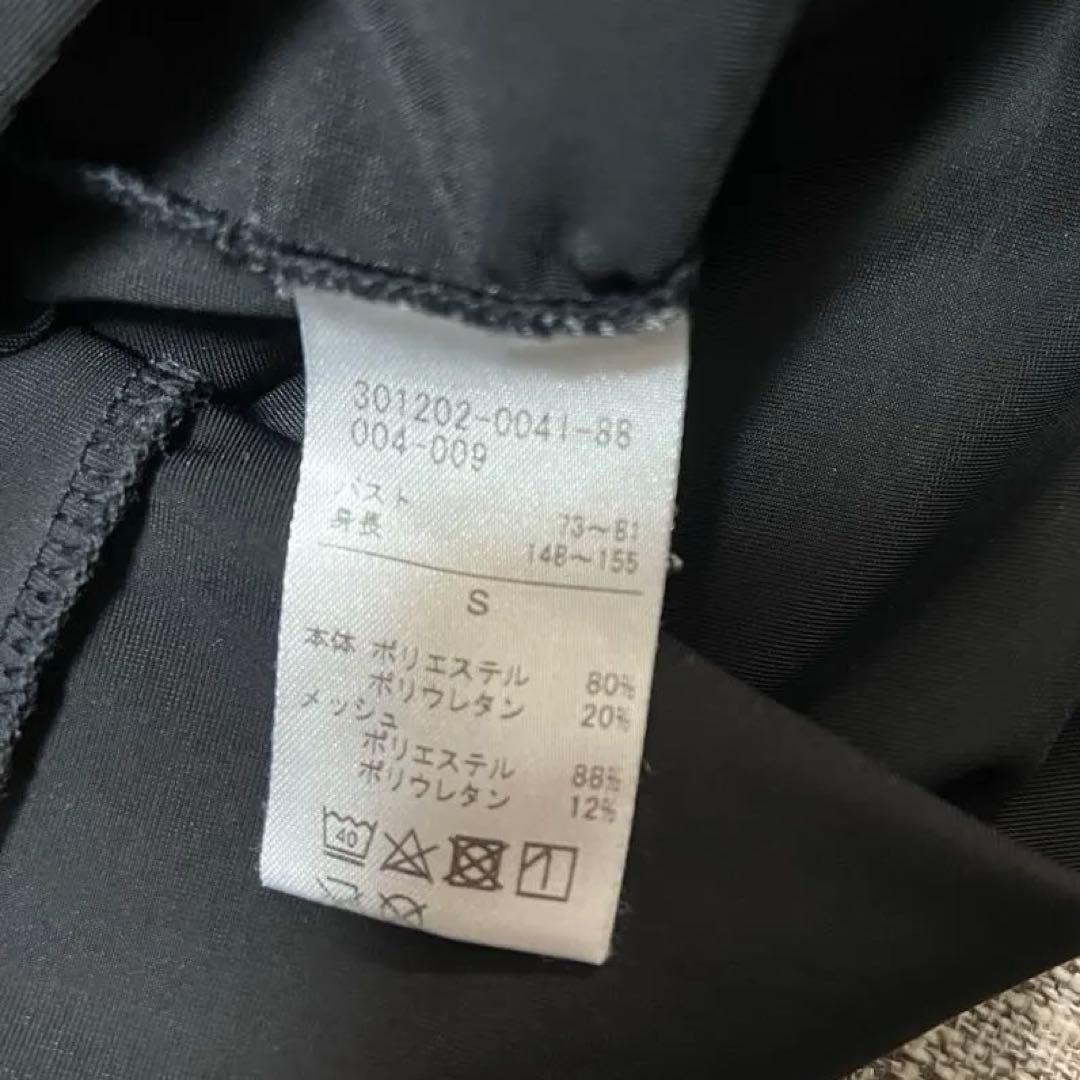 301202-0041-88
004-009
バスト 73～81
身長 148～155
S
本体 ポリエステル 80%
ポリウレタン 20%
メッシュ
ポリエステル 88%
ポリウレタン 12%
40